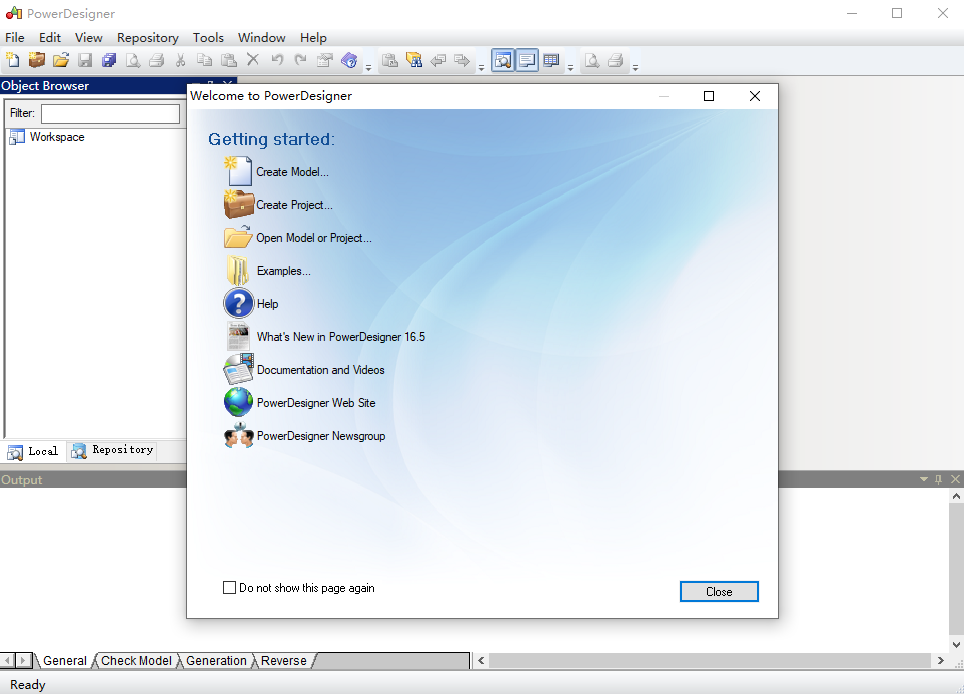 PowerDesigner
File Edit View Repository Tools Window Help
Object Browser
Filter:
Workspace
Local Repository
Welcome to PowerDesigner
Getting started:
Create Model...
Create Project...
Open Model or Project...
Examples...
Help
What's New in PowerDesigner 16.5
Documentation and Videos
PowerDesigner Web Site
PowerDesigner Newsgroup
Do not show this page again
Close
Output
General Check Model Generation Reverse
Ready